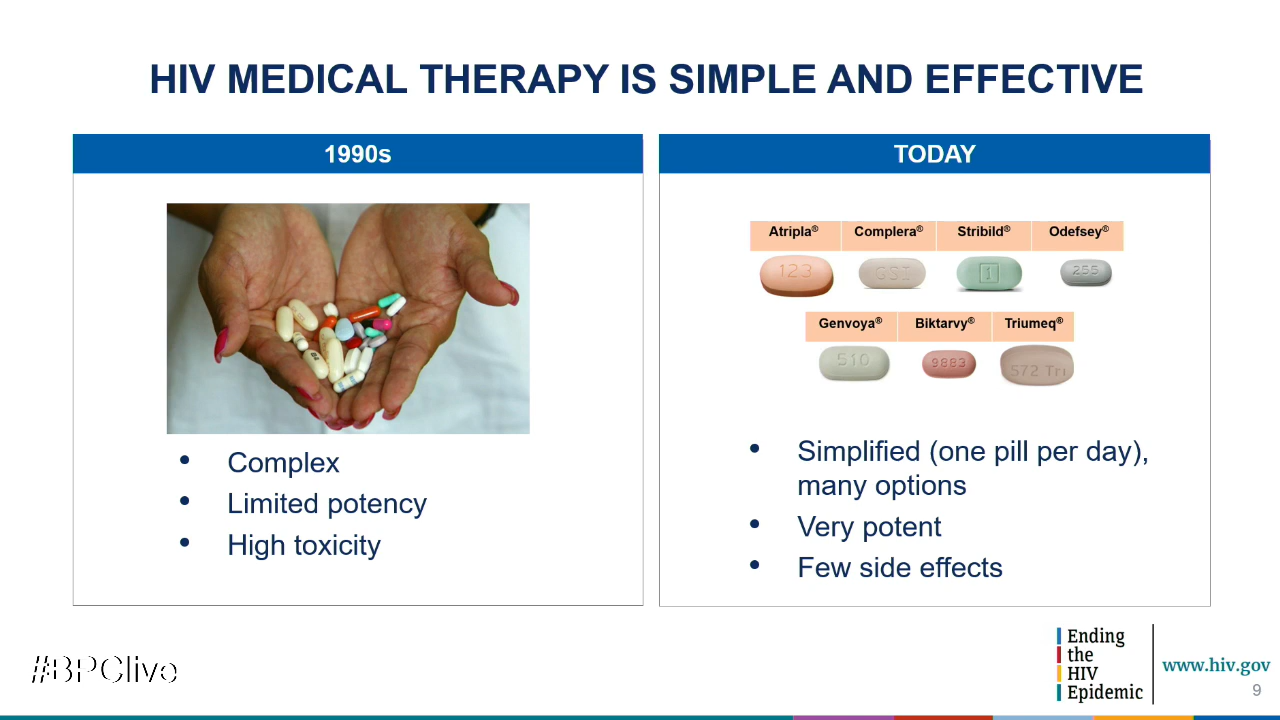 HIV MEDICAL THERAPY IS SIMPLE AND EFFECTIVE
1990s
• Complex
• Limited potency
• High toxicity
TODAY
Atripla® Complera® Stribild® Odefsey®
123 GSI 1 255
Genvoya® Biktarvy® Triumeq®
510 9883 572 Tri
• Simplified (one pill per day),
many options
• Very potent
• Few side effects
#BPClive
Ending
the
HIV
Epidemic
www.hiv.gov
9